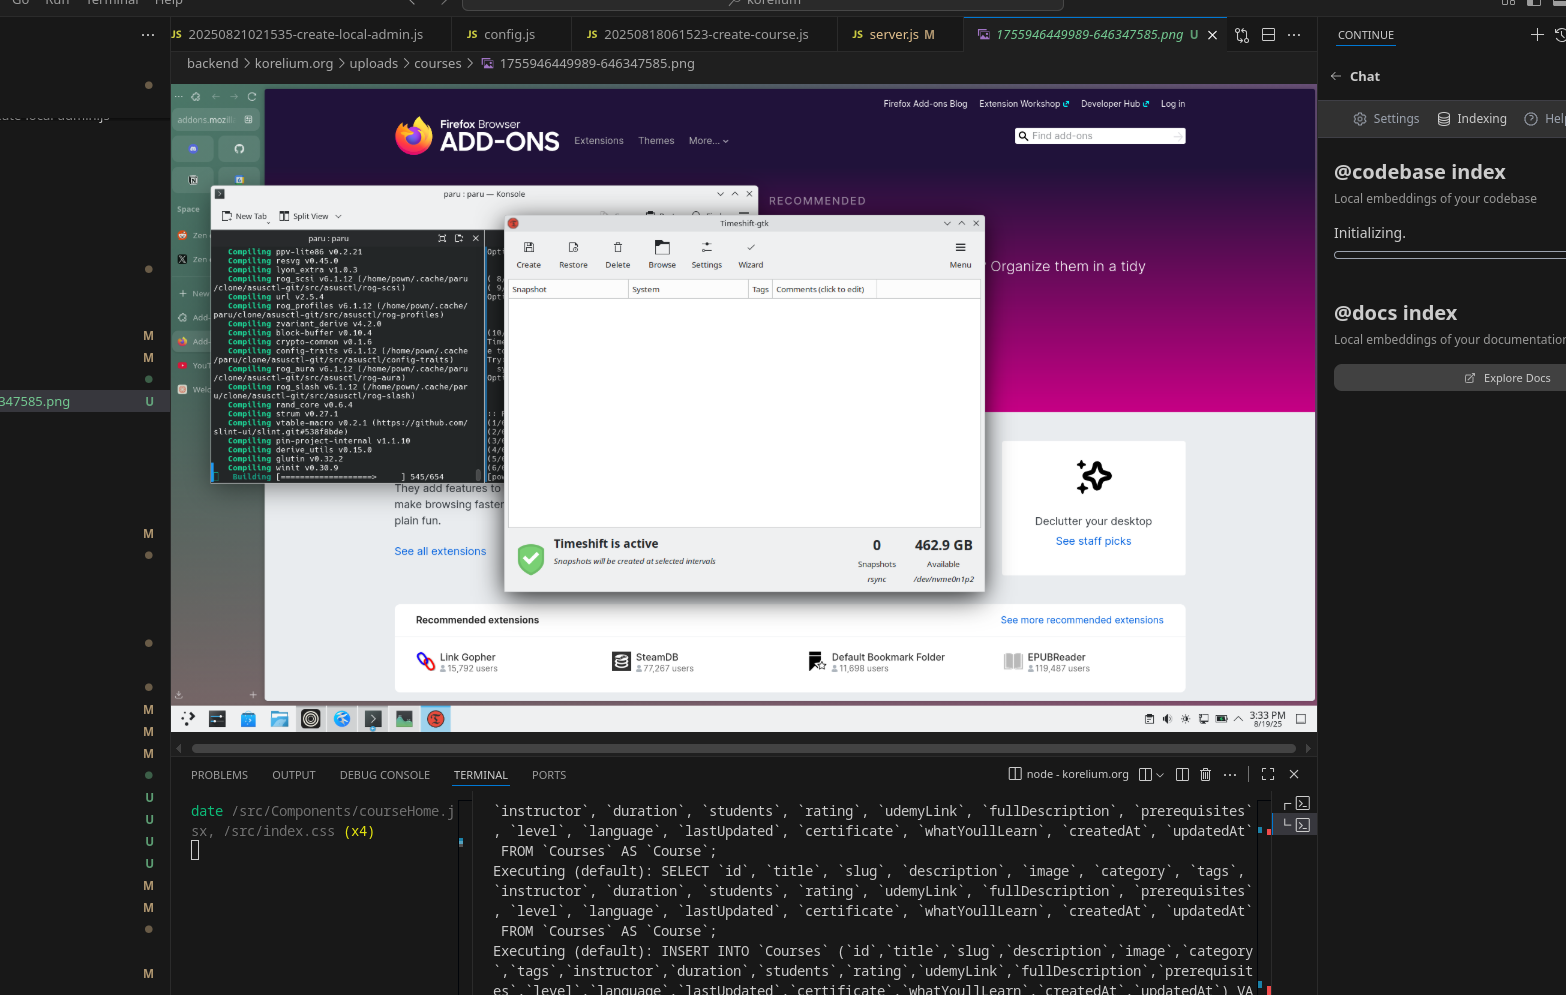 Go Run Terminal Help
korelium
20250821021535-create-local-admin.js
JS config.js
JS 20250818061523-create-course.js
JS server.js M
1755946449989-646347585.png U
CONTINUE
backend > korelium.org > uploads > courses > 1755946449989-646347585.png
Chat
Settings
Indexing
Help
@codebase index
Local embeddings of your codebase
Initializing.
@docs index
Local embeddings of your documentation
Explore Docs
347585.png U
addons.mozil
Space
Zen
Zen
New
Add-
Add-
YouT
Welc
Firefox Add-ons Blog Extension Workshop Developer Hub Log in
Firefox Browser
ADD-ONS
Extensions Themes More...
Find add-ons
RECOMMENDED
? Organize them in a tidy
paru : paru — Konsole
New Tab Split View
paru : paru
Compiling ppv-lite86 v0.2.21
Compiling resvg v0.45.0
Compiling lyon_extra v1.0.3
Compiling rog_scsi v6.1.12 (/home/pown/.cache/paru
/clone/asusctl-git/src/asusctl/rog-scsi)
Compiling url v2.5.4
Compiling rog_profiles v6.1.12 (/home/pown/.cache/
paru/clone/asusctl-git/src/asusctl/rog-profiles)
Compiling zvariant_derive v4.2.0
Compiling block-buffer v0.10.4
Compiling crypto-common v0.1.6
Compiling config-traits v6.1.12 (/home/pown/.cache
/paru/clone/asusctl-git/src/asusctl/config-traits)
Compiling rog_aura v6.1.12 (/home/pown/.cache/paru
/clone/asusctl-git/src/asusctl/rog-aura)
Compiling rog_slash v6.1.12 (/home/pown/.cache/par
u/clone/asusctl-git/src/asusctl/rog-slash)
Compiling rand_core v0.6.4
Compiling strum v0.27.1
Compiling vtable-macro v0.2.1 (https://github.com/
slint-ui/slint.git#538f8bde)
Compiling pin-project-internal v1.1.10
Compiling derive_utils v0.15.0
Compiling glutin v0.32.2
Compiling winit v0.30.9
Building [===================> ] 545/654
Timeshift-gtk
Create Restore Delete Browse Settings Wizard Menu
Snapshot System Tags Comments (click to edit)
Timeshift is active
Snapshots will be created at selected intervals
0
Snapshots
rsync
462.9 GB
Available
/dev/nvme0n1p2
They add features to
make browsing faster
plain fun.
See all extensions
Declutter your desktop
See staff picks
Recommended extensions
See more recommended extensions
Link Gopher
15,792 users
SteamDB
77,267 users
Default Bookmark Folder
11,698 users
EPUBReader
119,487 users
3:33 PM
8/19/25
PROBLEMS OUTPUT DEBUG CONSOLE TERMINAL PORTS
node - korelium.org
date /src/Components/courseHome.j
sx, /src/index.css (x4)
`instructor`, `duration`, `students`, `rating`, `udemyLink`, `fullDescription`, `prerequisites`
, `level`, `language`, `lastUpdated`, `certificate`, `whatYoullLearn`, `createdAt`, `updatedAt`
FROM `Courses` AS `Course`;
Executing (default): SELECT `id`, `title`, `slug`, `description`, `image`, `category`, `tags`,
`instructor`, `duration`, `students`, `rating`, `udemyLink`, `fullDescription`, `prerequisites`
, `level`, `language`, `lastUpdated`, `certificate`, `whatYoullLearn`, `createdAt`, `updatedAt`
FROM `Courses` AS `Course`;
Executing (default): INSERT INTO `Courses` (`id`,`title`,`slug`,`description`,`image`,`category
`,`tags`,`instructor`,`duration`,`students`,`rating`,`udemyLink`,`fullDescription`,`prerequisit
es`,`level`,`language`,`lastUpdated`,`certificate`,`whatYoullLearn`,`createdAt`,`updatedAt`) VA